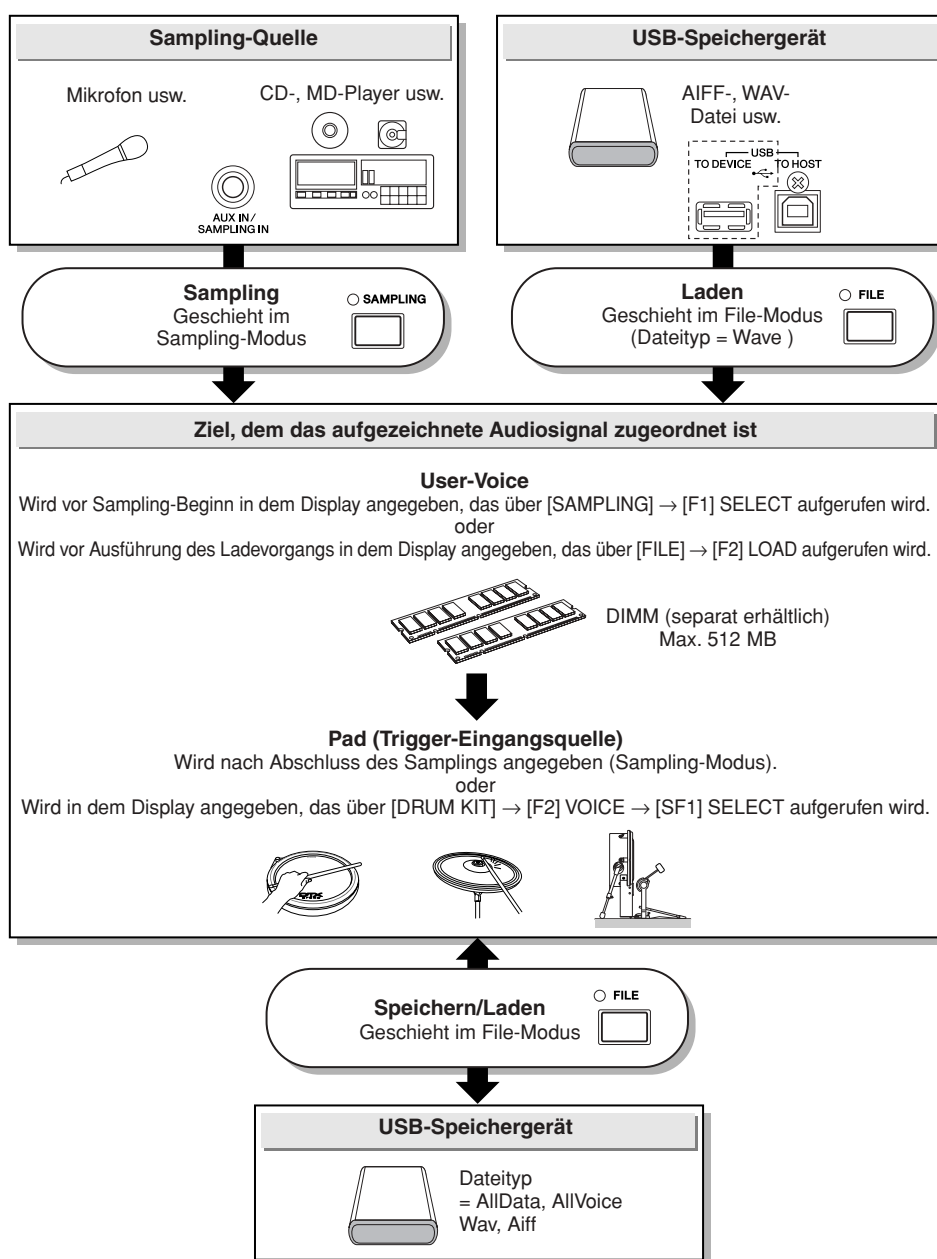 Sampling-Quelle
Mikrofon usw.
CD-, MD-Player usw.
AUX IN /
SAMPLING IN
USB-Speichergerät
AIFF-, WAV-
Datei usw.
USB
TO DEVICE
TO HOST
Sampling
Geschieht im
Sampling-Modus
SAMPLING
Laden
Geschieht im File-Modus
(Dateityp = Wave )
FILE
Ziel, dem das aufgezeichnete Audiosignal zugeordnet ist
User-Voice
Wird vor Sampling-Beginn in dem Display angegeben, das über [SAMPLING] → [F1] SELECT aufgerufen wird.
oder
Wird vor Ausführung des Ladevorgangs in dem Display angegeben, das über [FILE] → [F2] LOAD aufgerufen wird.
DIMM (separat erhältlich)
Max. 512 MB
Pad (Trigger-Eingangsquelle)
Wird nach Abschluss des Samplings angegeben (Sampling-Modus).
oder
Wird in dem Display angegeben, das über [DRUM KIT] → [F2] VOICE → [SF1] SELECT aufgerufen wird.
Speichern/Laden
Geschieht im File-Modus
FILE
USB-Speichergerät
Dateityp
= AllData, AllVoice
Wav, Aiff